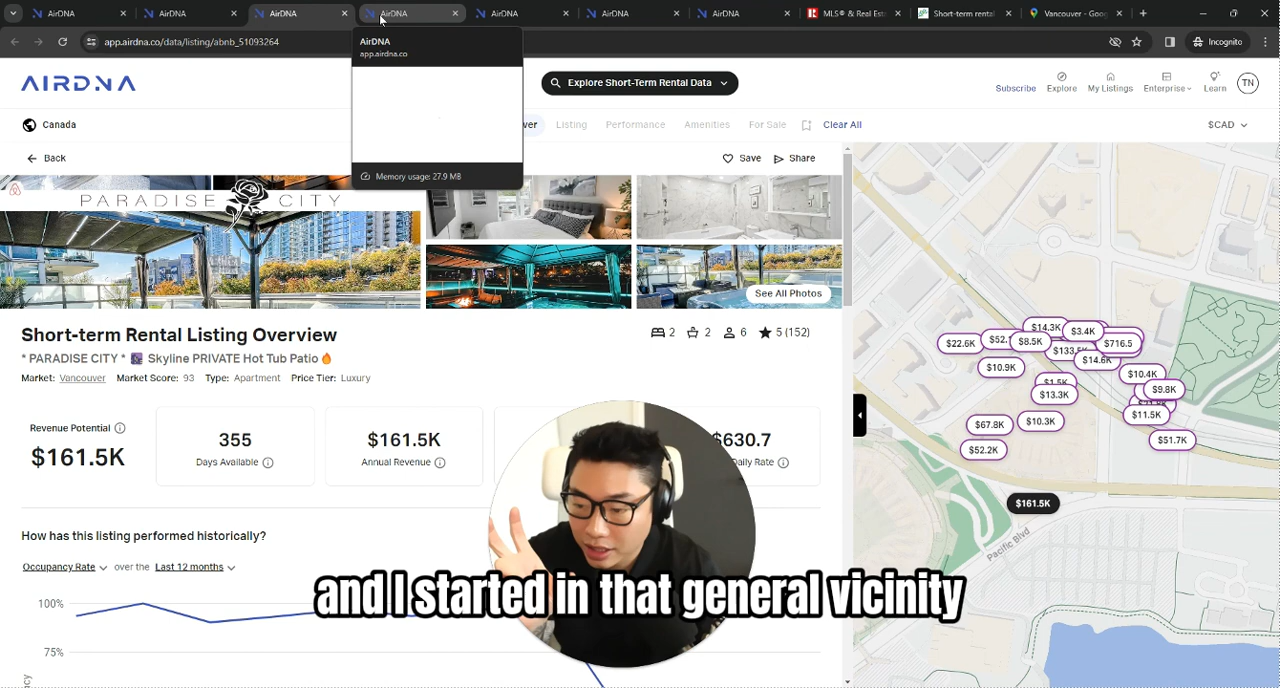 AirDNA
AirDNA
AirDNA
AirDNA
AirDNA
AirDNA
AirDNA
MLS® & Real Est
Short-term rental
Vancouver - Goog
app.airdna.co/data/listing/abnb_51093264
Incognito
AirDNA
app.airdna.co
Memory usage: 27.9 MB
AIRDNA
Explore Short-Term Rental Data
Subscribe
Explore
My Listings
Enterprise
Learn
TN
Canada
ver
Listing
Performance
Amenities
For Sale
Clear All
$CAD
Back
Save
Share
PARADISE CITY
See All Photos
Short-term Rental Listing Overview
2 2 6 5 (152)
* PARADISE CITY * 🌃 Skyline PRIVATE Hot Tub Patio🔥
Market: Vancouver Market Score: 93 Type: Apartment Price Tier: Luxury
Revenue Potential
$161.5K
355
Days Available
$161.5K
Annual Revenue
$630.7
Daily Rate
How has this listing performed historically?
Occupancy Rate over the Last 12 months
100%
75%
$14.3K
$3.4K
$22.6K
$52.
$8.5K
$133.5K
$716.5
$14.6K
$10.9K
$10.4K
$1.5K
$9.8K
$13.3K
$11.5K
$67.8K
$10.3K
$52.2K
$51.7K
$161.5K
Pacific Blvd
and I started in that general vicinity